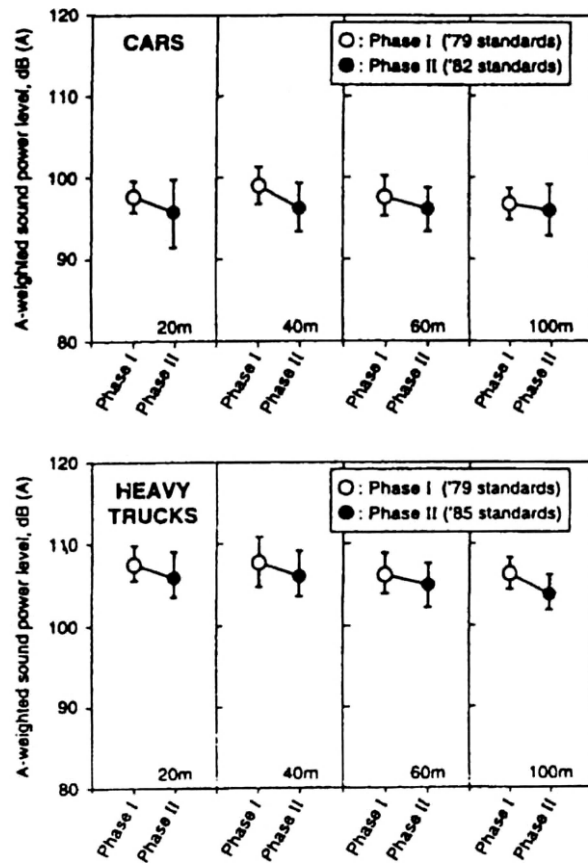 120
CARS
○: Phase I ('79 standards)
●: Phase II ('82 standards)
110
100
90
80
A-weighted sound power level, dB (A)
20m
40m
60m
100m
Phase I
Phase II
Phase I
Phase II
Phase I
Phase II
Phase I
Phase II
120
HEAVY
TRUCKS
○: Phase I ('79 standards)
●: Phase II ('85 standards)
110
100
90
80
A-weighted sound power level, dB (A)
20m
40m
60m
100m
Phase I
Phase II
Phase I
Phase II
Phase I
Phase II
Phase I
Phase II